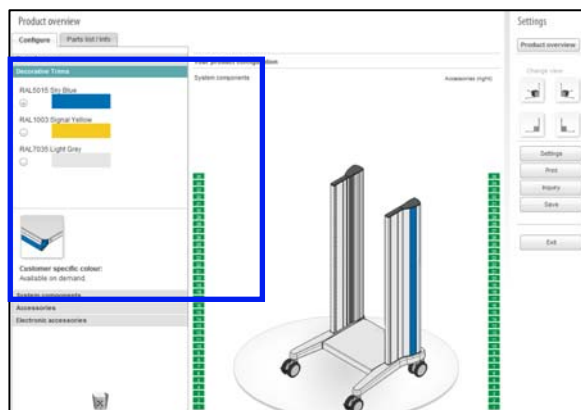 Product overview
Configure
Parts list / Info
Decorative Trims
RAL5015 Sky Blue
RAL1003 Signal Yellow
RAL7035 Light Grey
Customer specific colour:
Available on demand.
System components
Accessories
Electronic accessories
Your product configuration
System components
Accessories (right)
Settings
Product overview
Change view
Settings
Print
Inquiry
Save
Exit